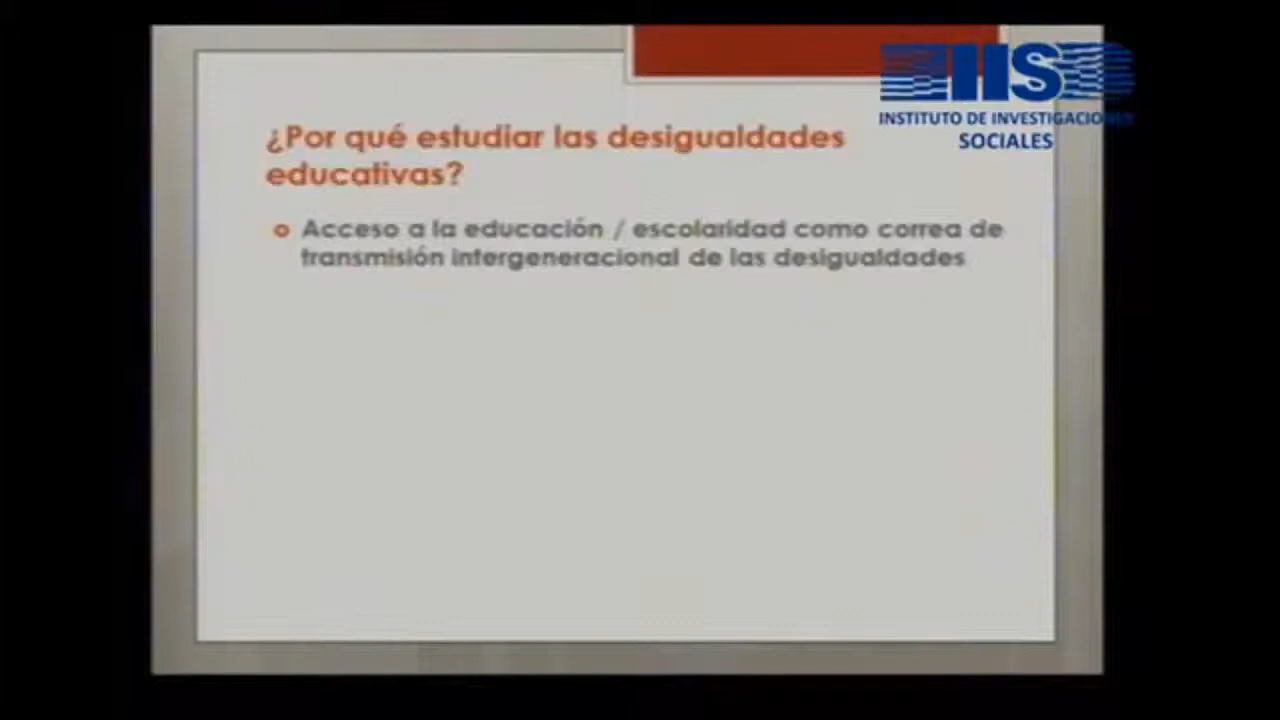 IIS
INSTITUTO DE INVESTIGACIONES
SOCIALES
¿Por qué estudiar las desigualdades
educativas?
Acceso a la educación / escolaridad como correa de
transmisión intergeneracional de las desigualdades